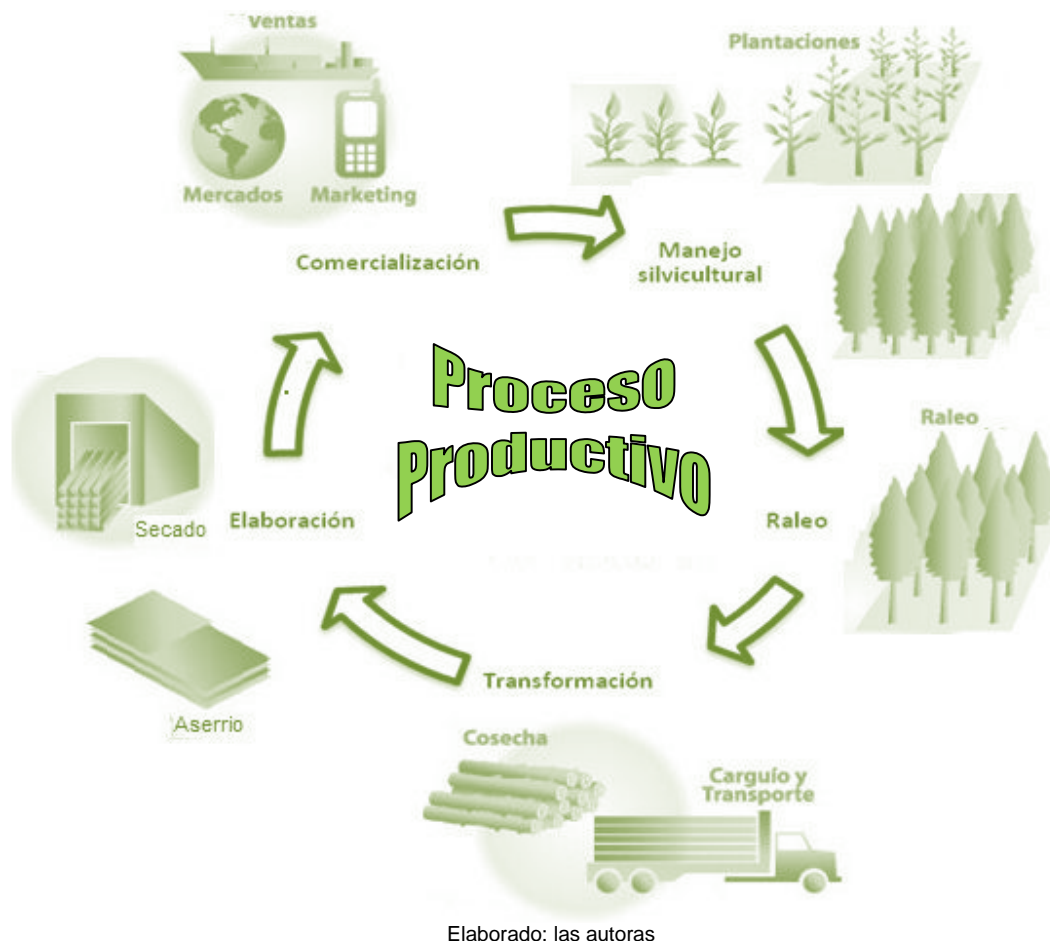 Ventas
Plantaciones
Mercados
Marketing
Comercialización
Manejo
silvicultural
Proceso
Productivo
Raleo
Raleo
Secado
Elaboración
Transformación
Aserrio
Cosecha
Carguío y
Transporte
Elaborado: las autoras